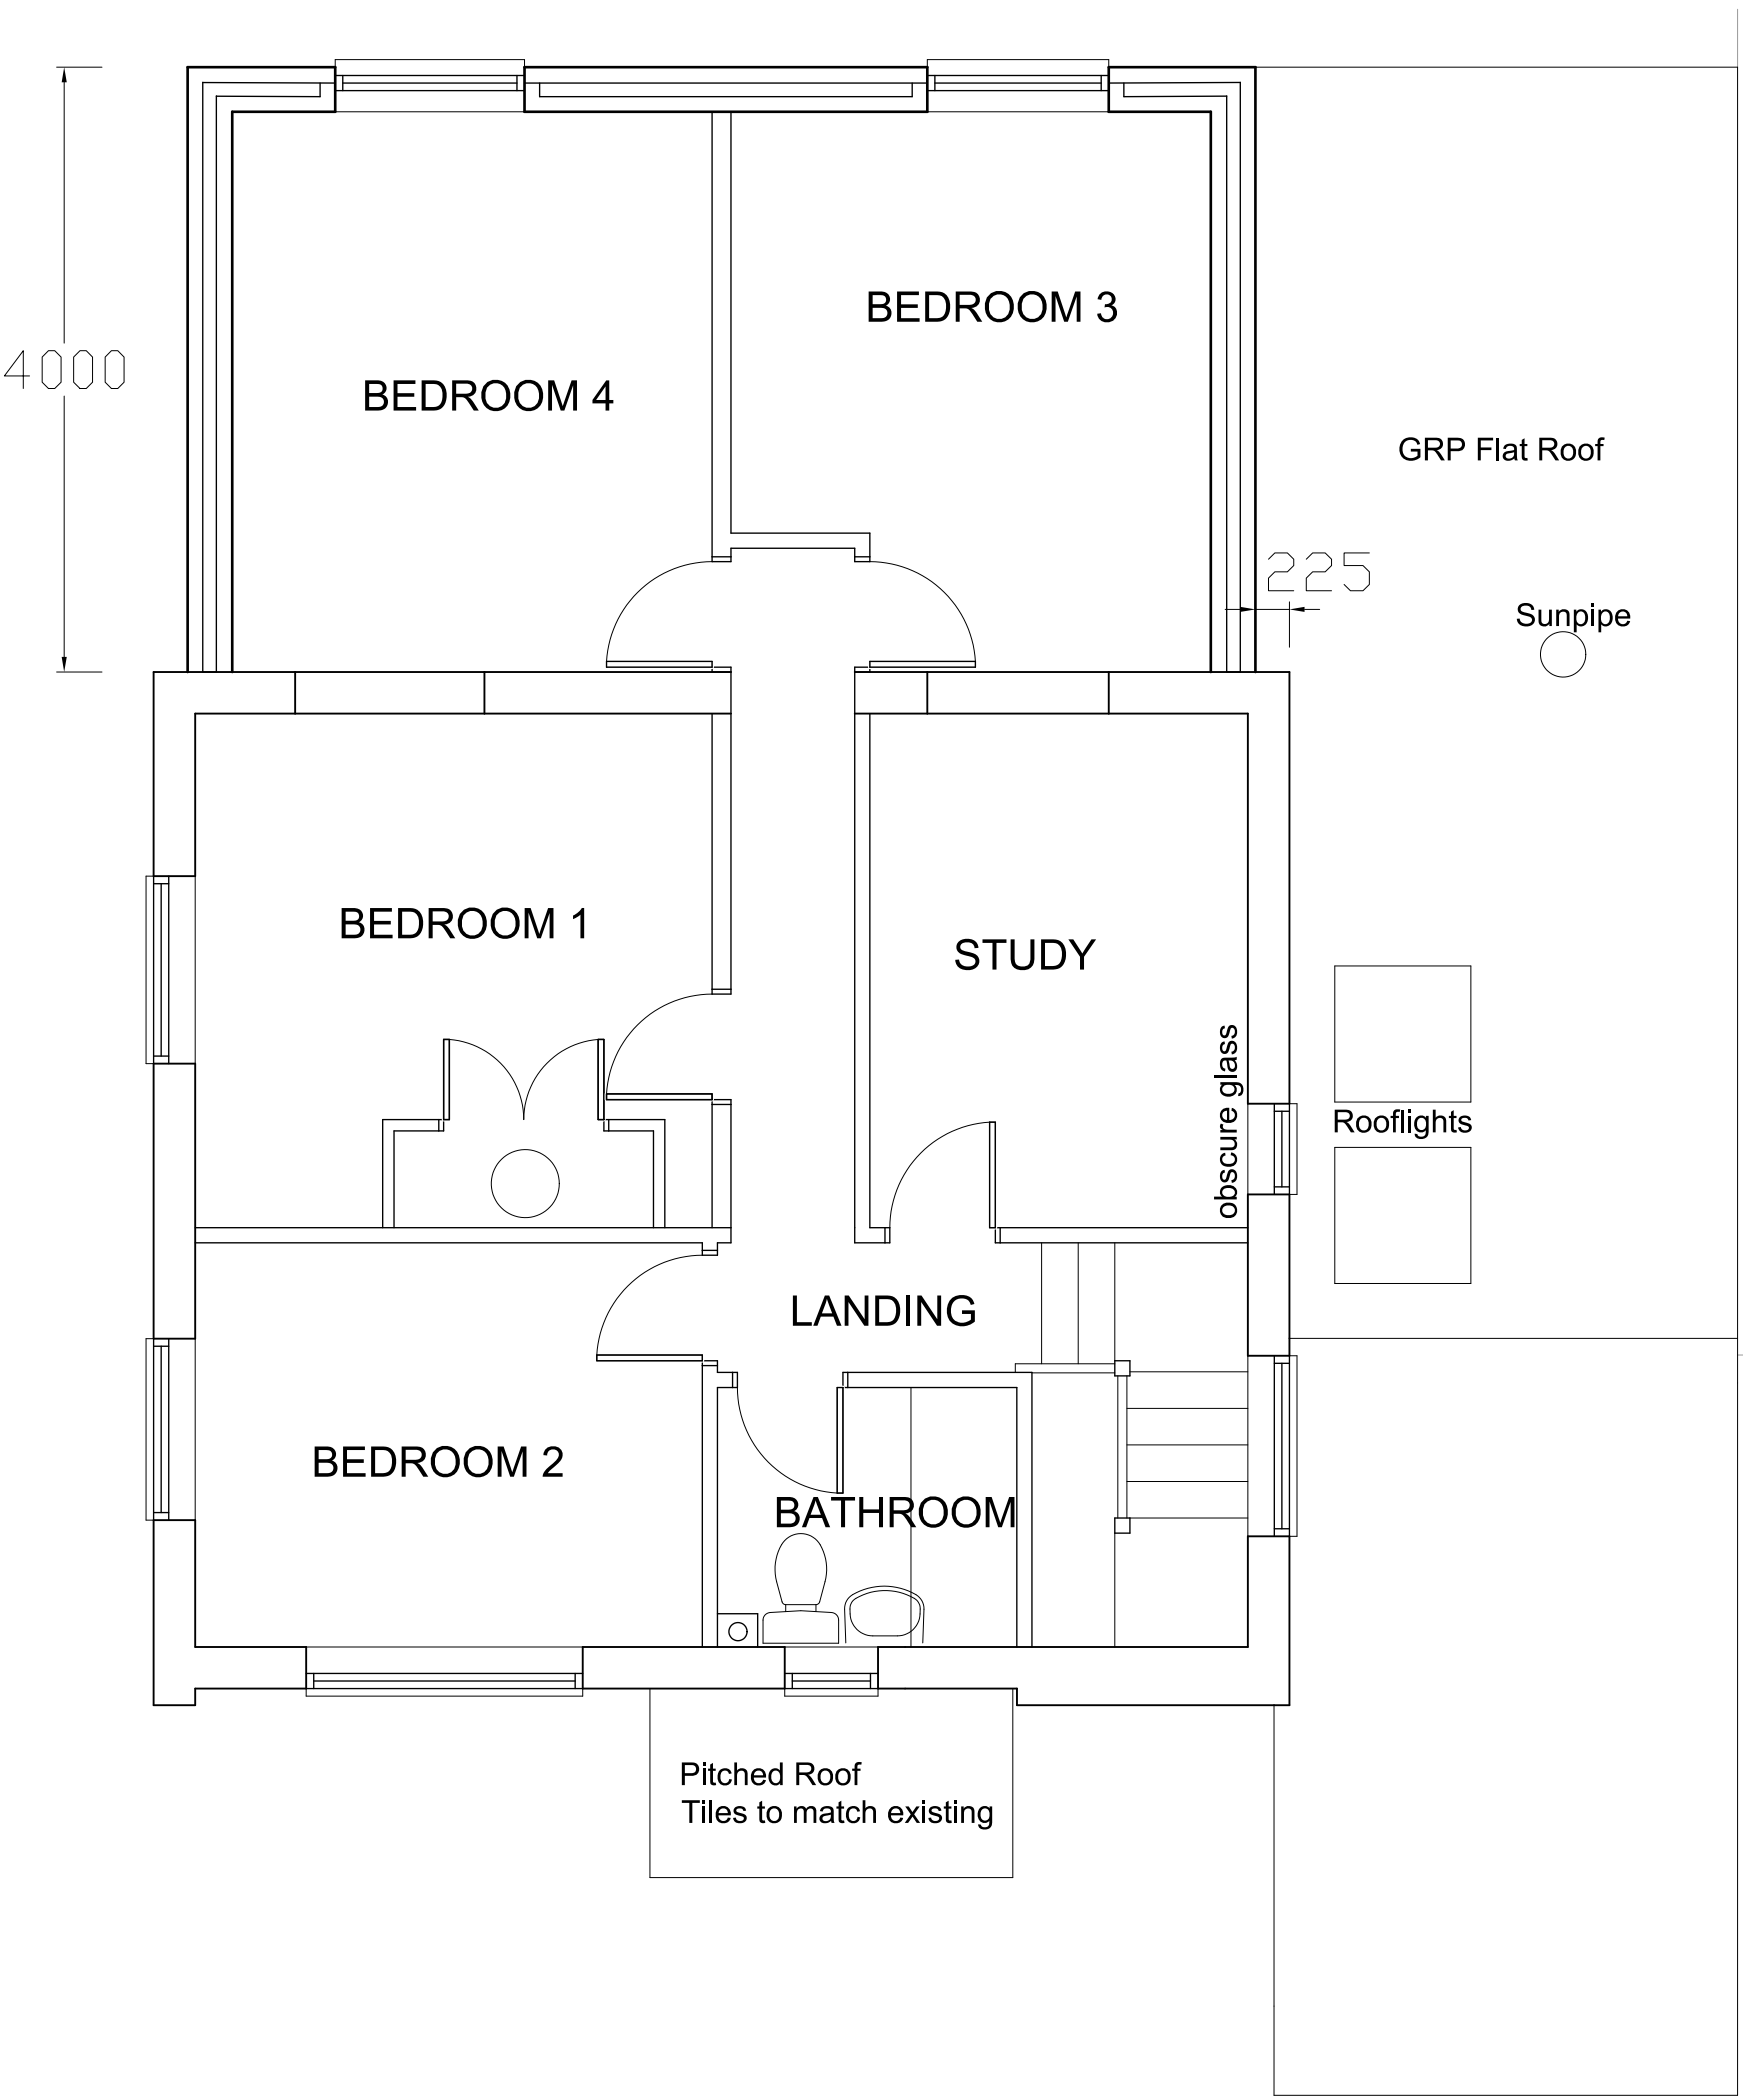 BEDROOM 3
4000
BEDROOM 4
GRP Flat Roof
225
Sunpipe
BEDROOM 1
STUDY
obscure glass
Rooflights
LANDING
BEDROOM 2
BATHROOM
Pitched Roof
Tiles to match existing